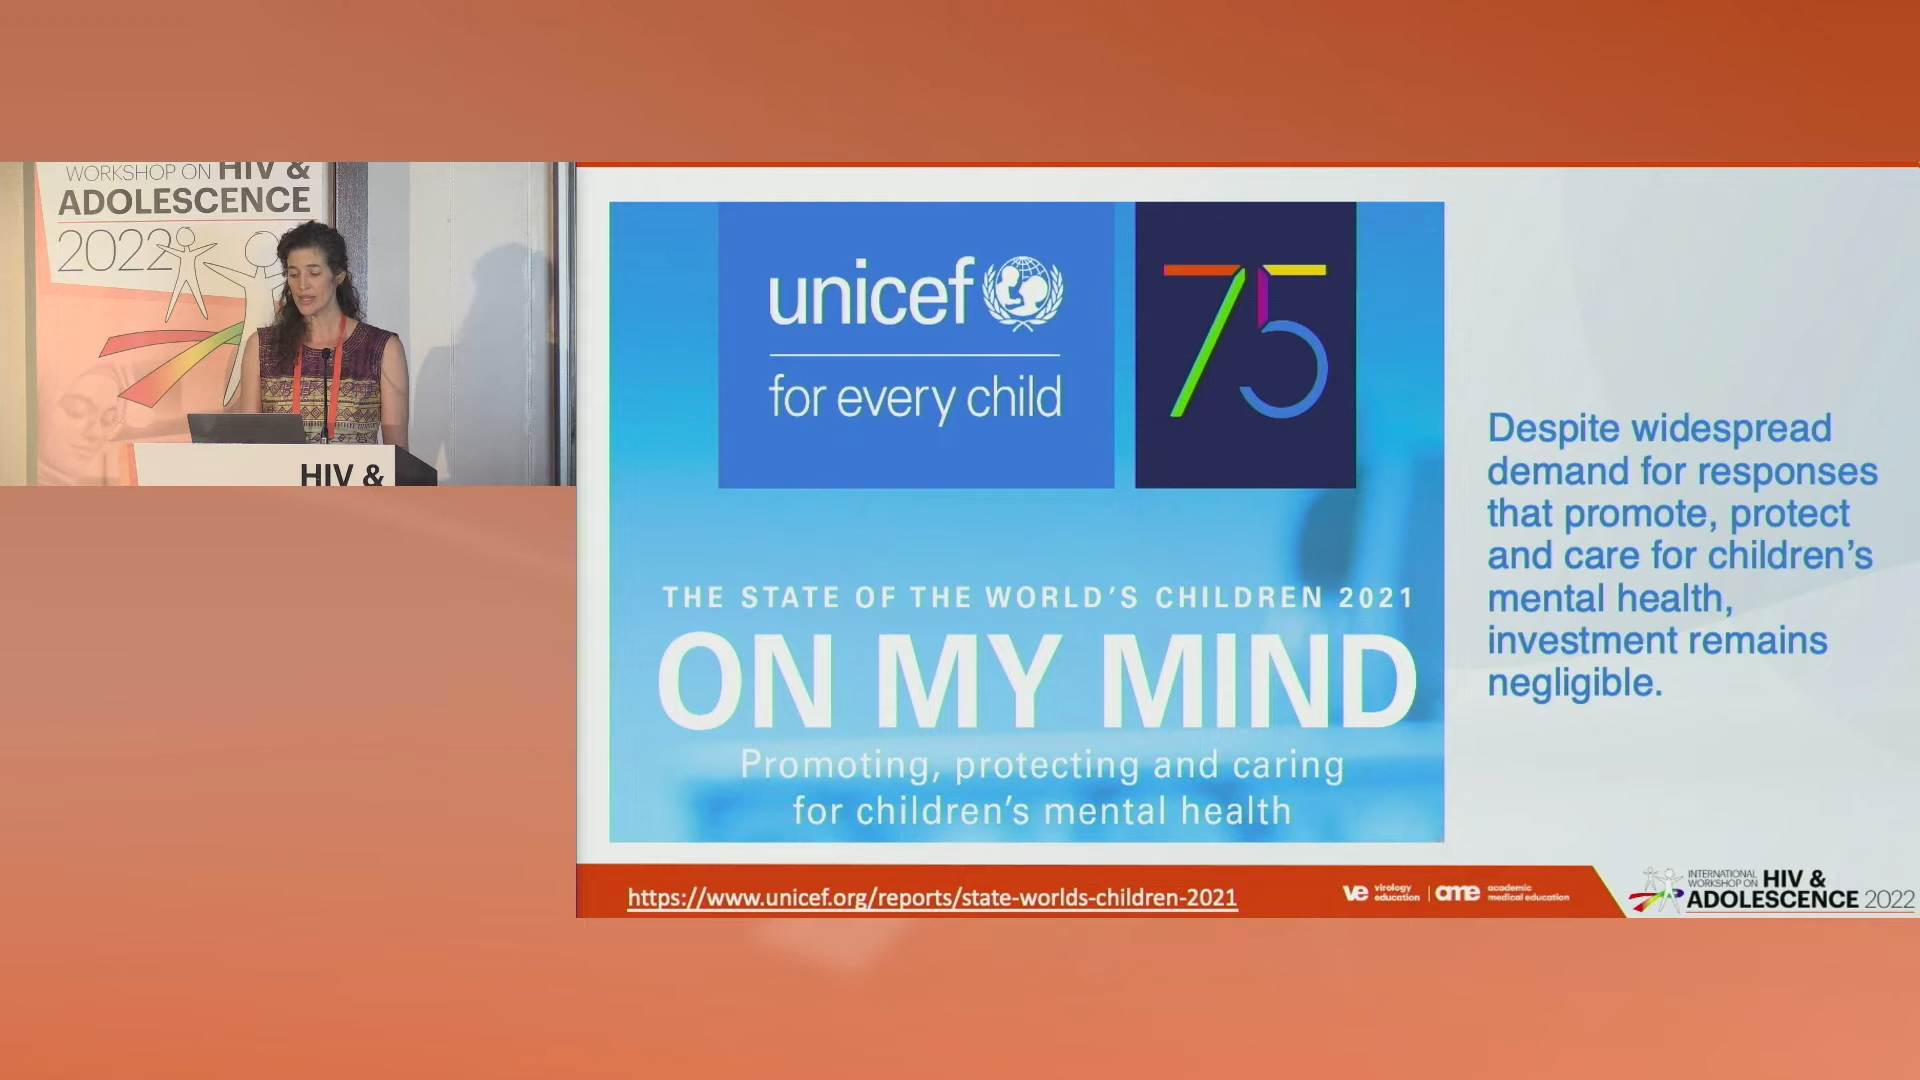 WORKSHOP ON HIV &
ADOLESCENCE
2022
HIV &
unicef
for every child
75
THE STATE OF THE WORLD'S CHILDREN 2021
ON MY MIND
Promoting, protecting and caring
for children's mental health
Despite widespread
demand for responses
that promote, protect
and care for children's
mental health,
investment remains
negligible.
https://www.unicef.org/reports/state-worlds-children-2021
ve virology
education
ame academic
medical education
INTERNATIONAL
WORKSHOP ON HIV &
ADOLESCENCE 2022